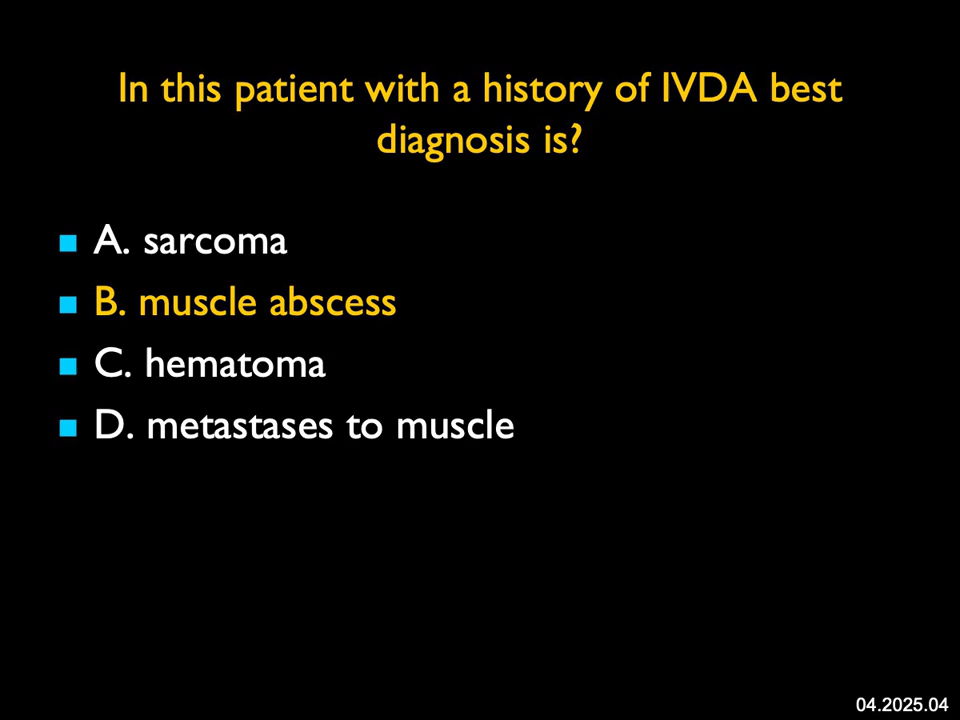 In this patient with a history of IVDA best
diagnosis is?
A. sarcoma
B. muscle abscess
C. hematoma
D. metastases to muscle
04.2025.04